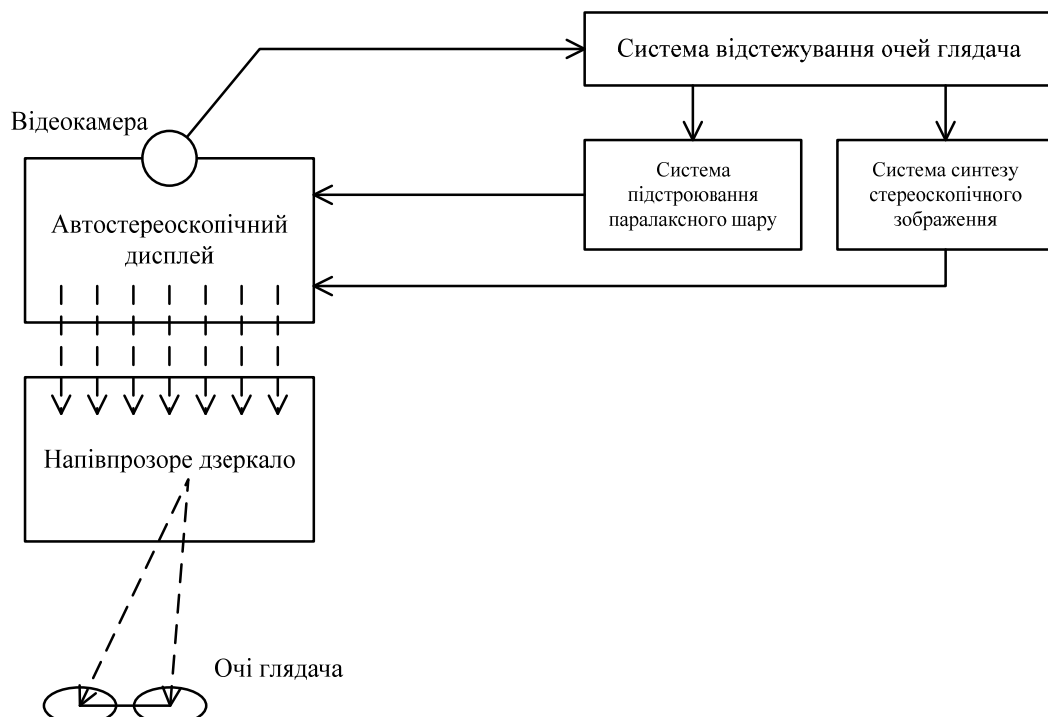 Система відстежування очей глядача
Відеокамера
Система
підстроювання
паралаксного шару
Система синтезу
стереоскопічного
зображення
Автостереоскопічний
дисплей
Напівпрозоре дзеркало
Очі глядача